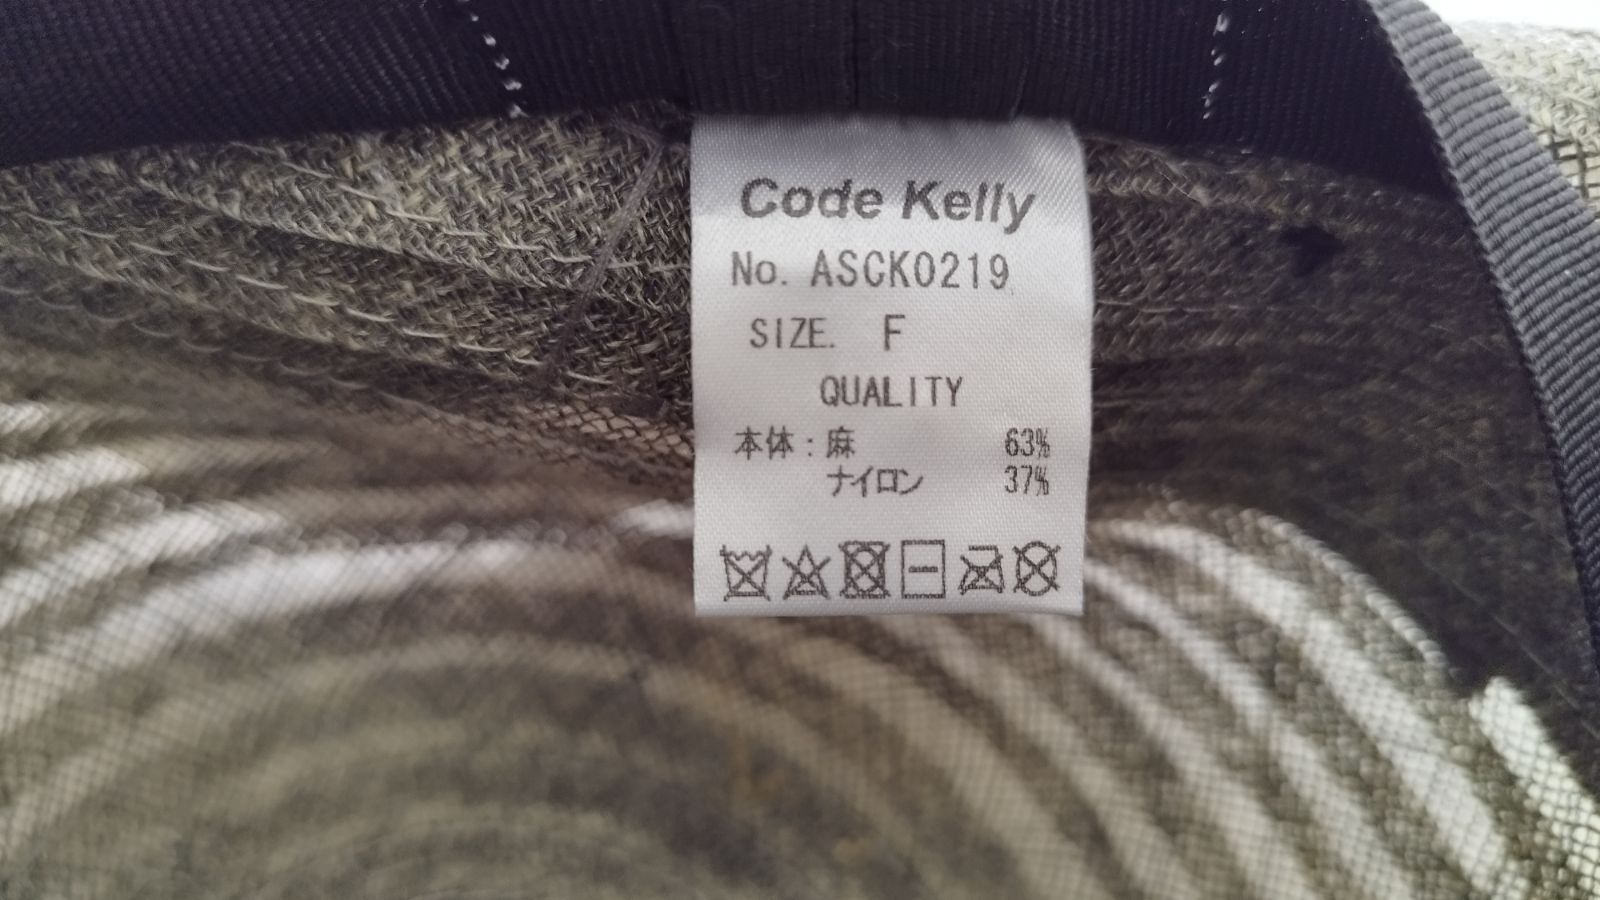 Code Kelly
No. ASCK0219
SIZE. F
QUALITY
本体：麻 63%
ナイロン 37%